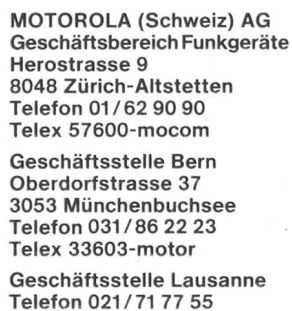 MOTOROLA (Schweiz) AG
Geschäftsbereich Funkgeräte
Herostrasse 9
8048 Zürich-Altstetten
Telefon 01/62 90 90
Telex 57600-mocom
Geschäftsstelle Bern
Oberdorfstrasse 37
3053 Münchenbuchsee
Telefon 031/86 22 23
Telex 33603-motor
Geschäftsstelle Lausanne
Telefon 021/71 77 55